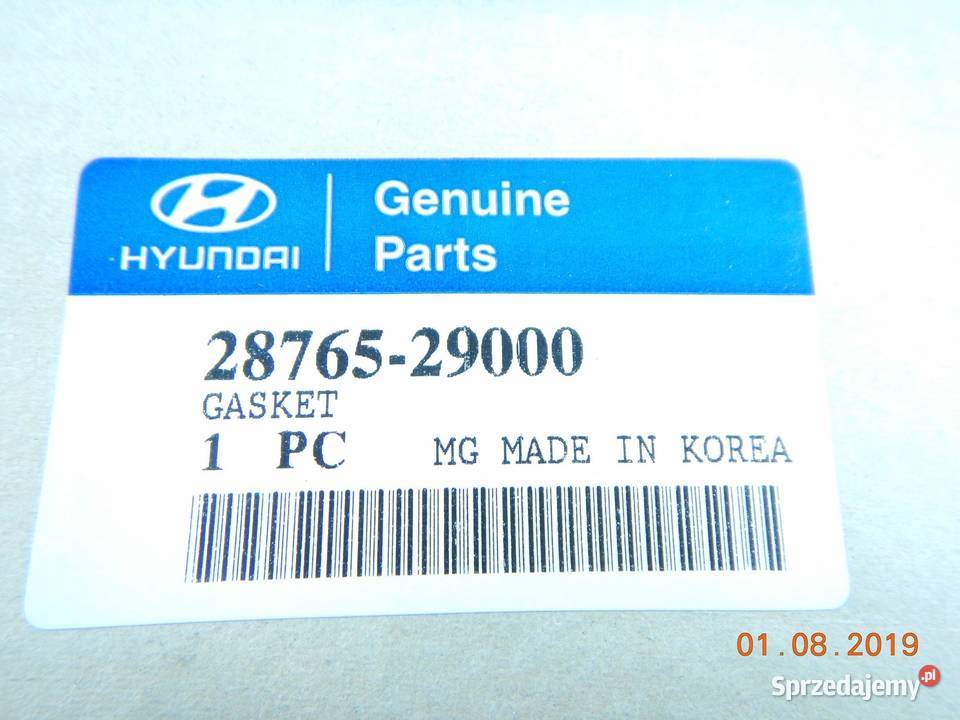 HYUNDAI
Genuine
Parts
28765-29000
GASKET
1 PC MG MADE IN KOREA
01.08.2019
Sprzedajemy.pl